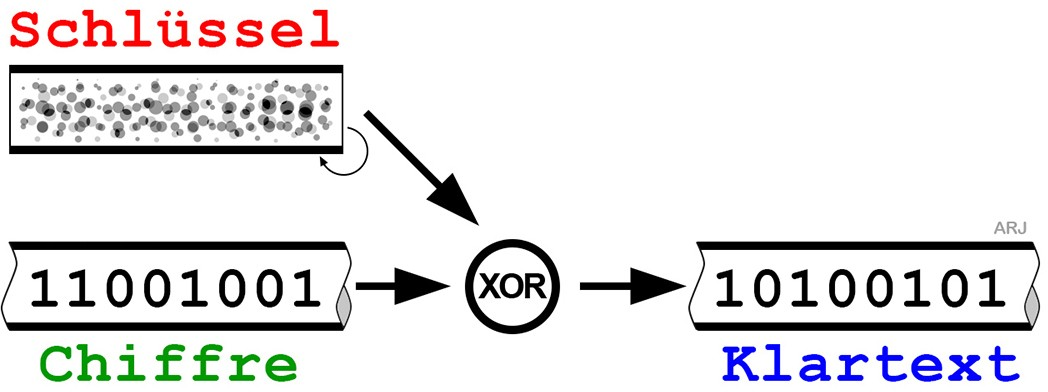 Schlüssel
ARJ
11001001
XOR
10100101
Chiffre
Klartext